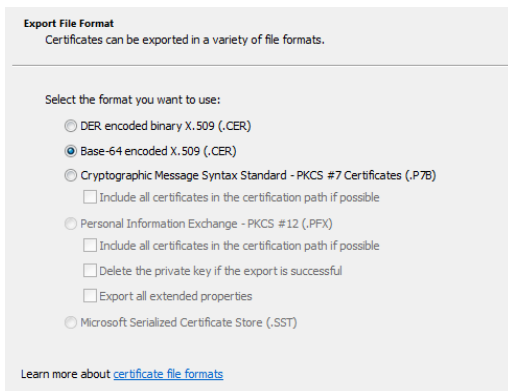 Export File Format
Certificates can be exported in a variety of file formats.
Select the format you want to use:
DER encoded binary X.509 (.CER)
Base-64 encoded X.509 (.CER)
Cryptographic Message Syntax Standard - PKCS #7 Certificates (.P7B)
Include all certificates in the certification path if possible
Personal Information Exchange - PKCS #12 (.PFX)
Include all certificates in the certification path if possible
Delete the private key if the export is successful
Export all extended properties
Microsoft Serialized Certificate Store (.SST)
Learn more about certificate file formats